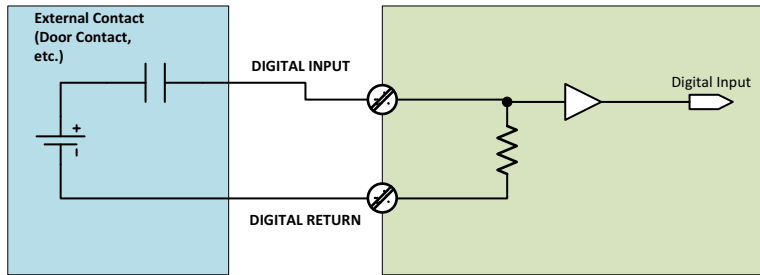 External Contact
(Door Contact,
etc.)
DIGITAL INPUT
Digital Input
+
DIGITAL RETURN